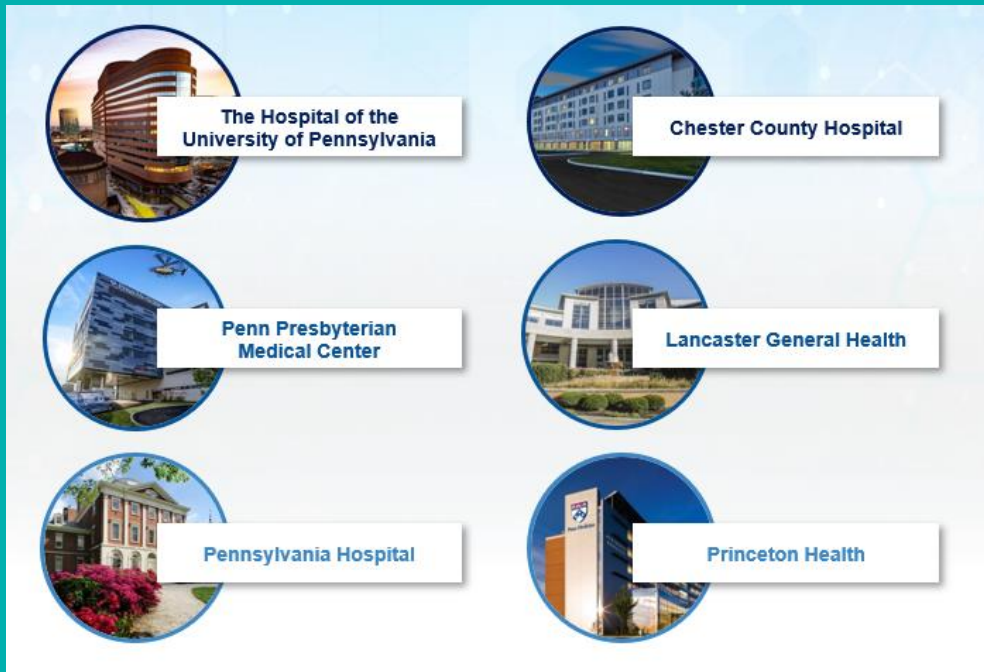 The Hospital of the
University of Pennsylvania
Chester County Hospital
Penn Presbyterian
Medical Center
Lancaster General Health
Pennsylvania Hospital
Princeton Health